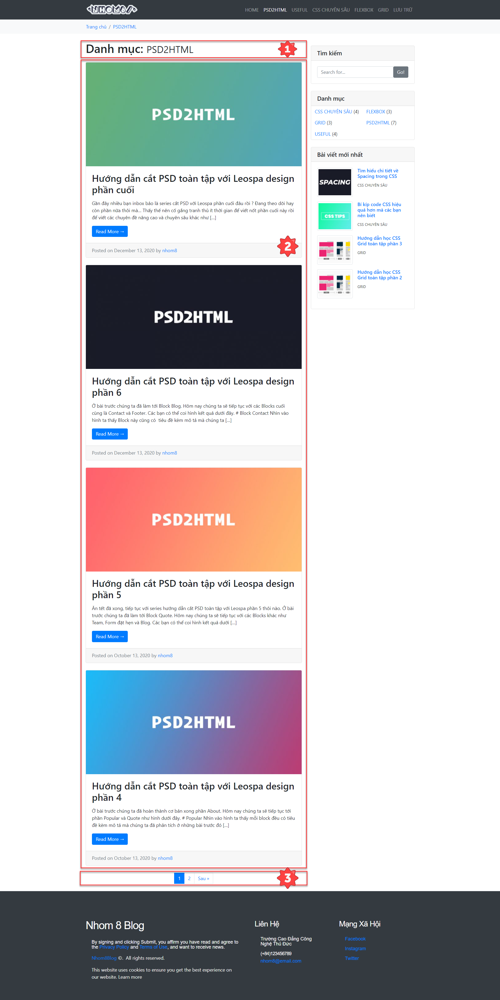 <NHOM8/>
HOME PSD2HTML USEFUL CSS CHUYÊN SÂU FLEXBOX GRID LƯU TRỮ
Trang chủ / PSD2HTML
Danh mục: PSD2HTML
1
PSD2HTML
Hướng dẫn cắt PSD toàn tập với Leospa design
phần cuối
Gần đây nhiều bạn inbox bảo là series cắt PSD với Leospa phần cuối đâu rồi ? Đang theo dõi hay
còn phần nữa thôi mà... Thấy thế nên cố gắng tranh thủ ít thời gian để viết nốt phần cuối này rồi
để viết các chuyên đề nâng cao và chuyên sâu khác như [...]
Read More →
2
Posted on December 13, 2020 by nhom8
PSD2HTML
Hướng dẫn cắt PSD toàn tập với Leospa design
phần 6
Ở bài trước chúng ta đã làm tới Block Blog. Hôm nay chúng ta sẽ tiếp tục với các Blocks cuối
cùng là Contact và Footer. Các bạn có thể coi hình kết quả dưới đây. # Block Contact Nhìn vào
hình ta thấy Block này cũng có  tiêu đề kèm mô tả mà chúng ta [...]
Read More →
Posted on December 13, 2020 by nhom8
PSD2HTML
Hướng dẫn cắt PSD toàn tập với Leospa design
phần 5
Ăn tết đã xong, tiếp tục với series hướng dẫn cắt PSD toàn tập với Leospa phần 5 thôi nào. Ở bài
trước chúng ta đã làm tới Block Quote. Hôm nay chúng ta sẽ tiếp tục với các Blocks khác như
Team, Form đặt hẹn và Blog. Các bạn có thể coi hình kết quả dưới [...]
Read More →
Posted on October 13, 2020 by nhom8
PSD2HTML
Hướng dẫn cắt PSD toàn tập với Leospa design
phần 4
Ở bài trước chúng ta đã hoàn thành cơ bản xong phần About. Hôm nay chúng ta sẽ tiếp tục tới
phần Popular và Quote như hình dưới đây. # Popular Nhìn vào hình ta thấy mỗi block đều có tiêu
đề kèm mô tả mà chúng ta đã phân tích ở những bài trước đó [...]
Read More →
Posted on October 13, 2020 by nhom8
1 2 Sau »
3
Tìm kiếm
Search for...
Go!
Danh mục
CSS CHUYÊN SÂU (4) FLEXBOX (3)
GRID (3) PSD2HTML (7)
USEFUL (4)
Bài viết mới nhất
SPACING
Tìm hiểu chi tiết về
Spacing trong CSS
CSS CHUYÊN SÂU
CSS TIPS
Bí kíp code CSS hiệu
quả hơn mà các bạn
nên biết
CSS CHUYÊN SÂU
Hướng dẫn học CSS
Grid toàn tập phần 3
GRID
Hướng dẫn học CSS
Grid toàn tập phần 2
GRID
Nhom 8 Blog
By signing and clicking Submit, you affirm you have read and agree to
the Privacy Policy and Terms of Use, and want to receive news.
Nhom88log ©.  All rights reserved.
This website uses cookies to ensure you get the best experience on
our website. Learn more
Liên Hệ
Trường Cao Đẳng Công
Nghệ Thủ Đức
(+84)123456789
nhom8@email.com
Mạng Xã Hội
Facebook
Instagram
Twitter